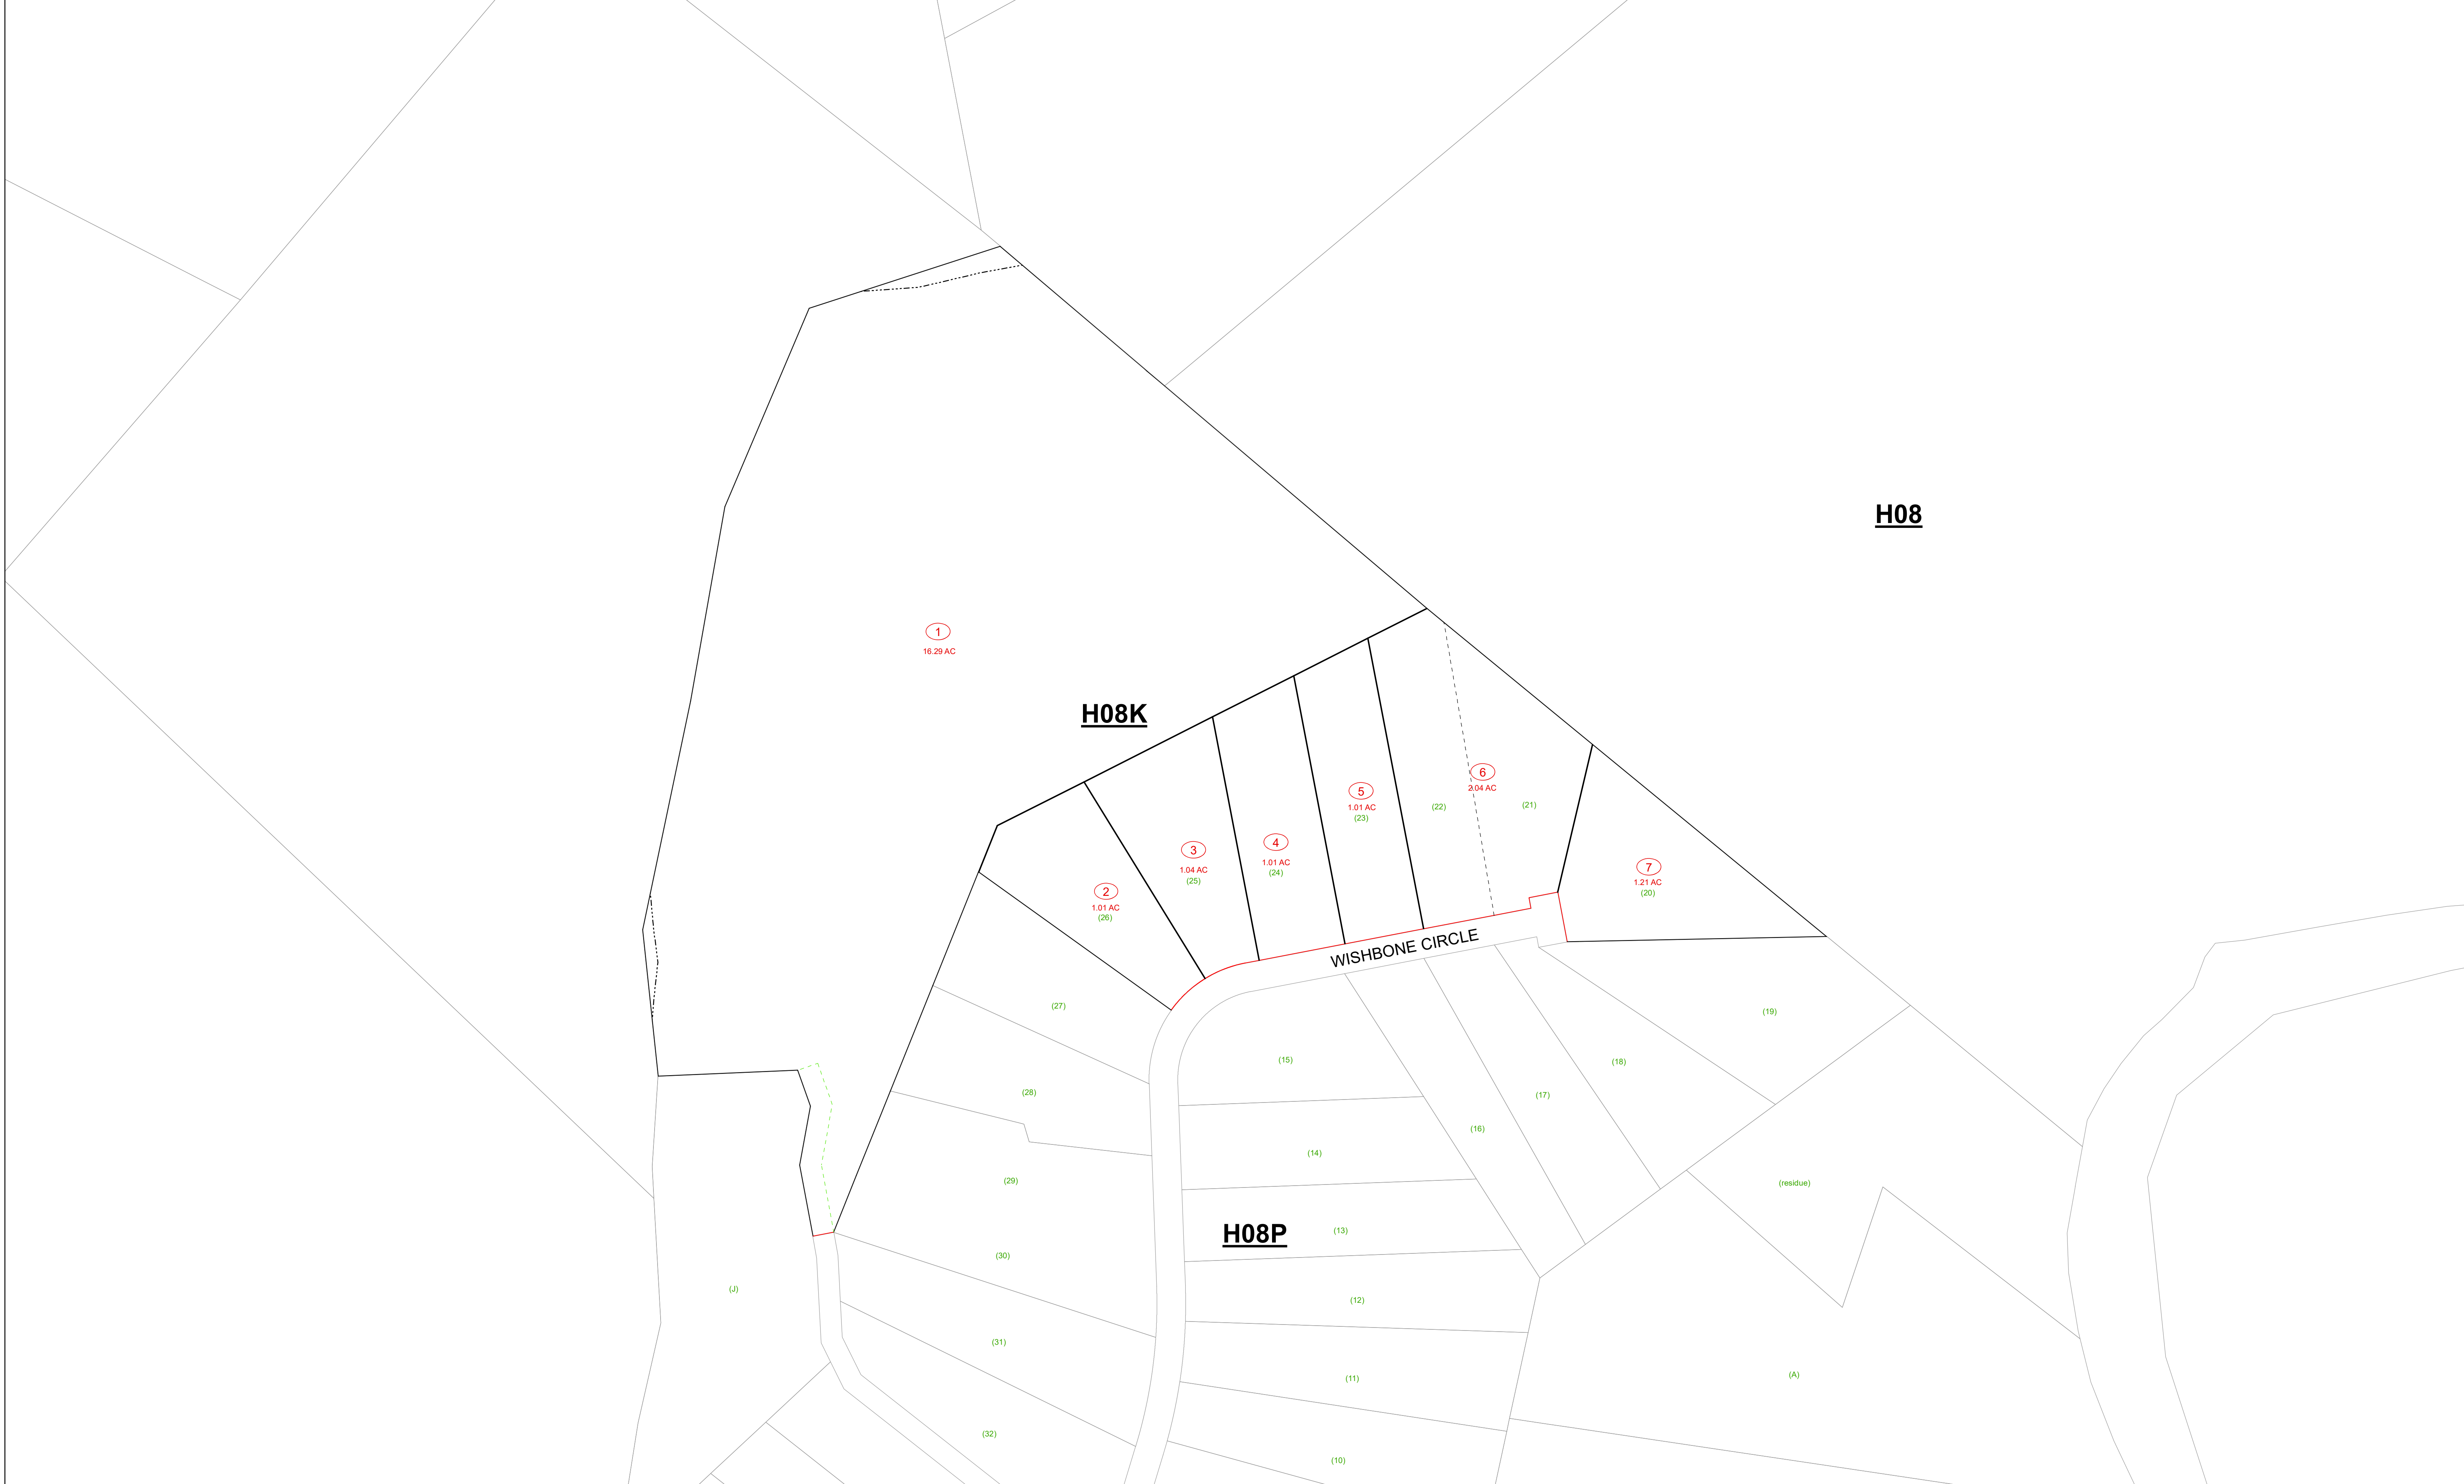 H08
1
16.29 AC
H08K
6
2.04 AC
5
1.01 AC
(23)
(22)
(21)
4
1.01 AC
(24)
3
1.04 AC
(25)
7
1.21 AC
(20)
2
1.01 AC
(26)
WISHBONE CIRCLE
(27)
(19)
(15)
(18)
(28)
(17)
(16)
(14)
(29)
(residue)
H08P
(13)
(30)
(J)
(12)
(31)
(11)
(A)
(32)
(10)